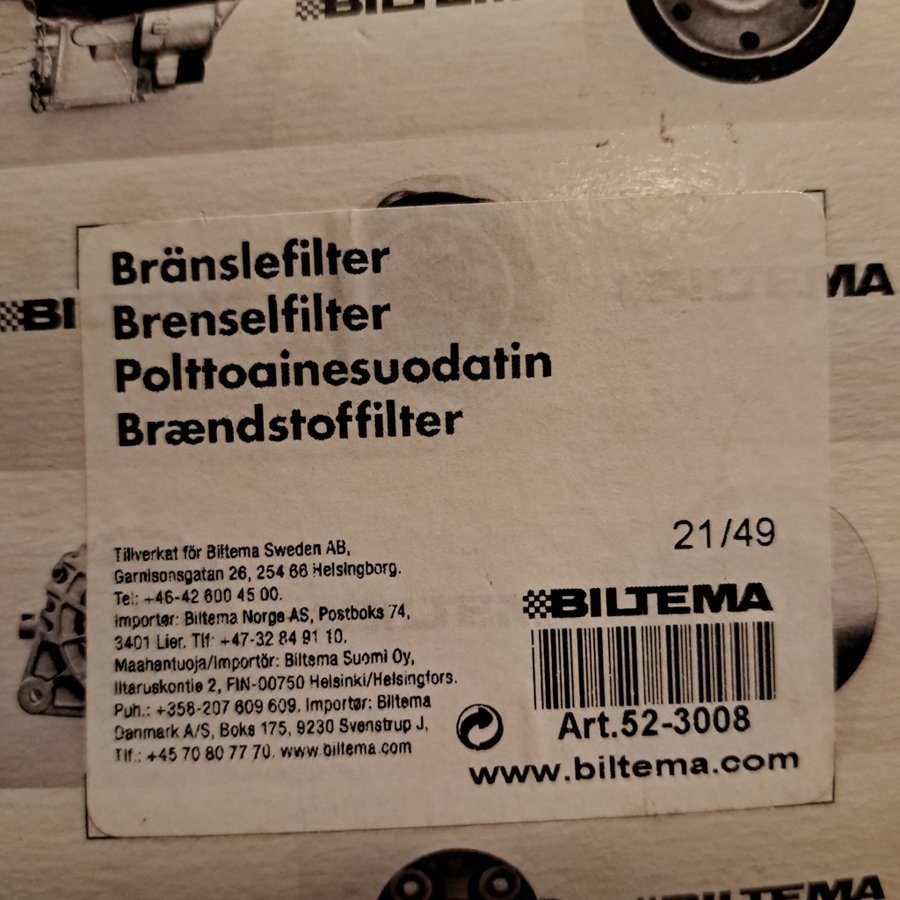 BILTEMA
BI
MA
Bränslefilter
Brenselfilter
Polttoainesuodatin
Brændstoffilter
21/49
Tillverkat för Biltema Sweden AB,
Garnisonsgatan 26, 254 66 Helsingborg.
Tel: +46-42 600 45 00.
Importør: Biltema Norge AS, Postboks 74,
3401 Lier. Tlf: +47-32 84 91 10.
Maahantuoja/Importör: Biltema Suomi Oy,
Iltaruskontie 2, FIN-00750 Helsinki/Helsingfors.
Puh.: +358-207 609 609. Importør: Biltema
Danmark A/S, Boks 175, 9230 Svenstrup J,
Tlf.: +45 70 80 77 70. www.biltema.com
BILTEMA
Art.52-3008
www.biltema.com
BILTEMA